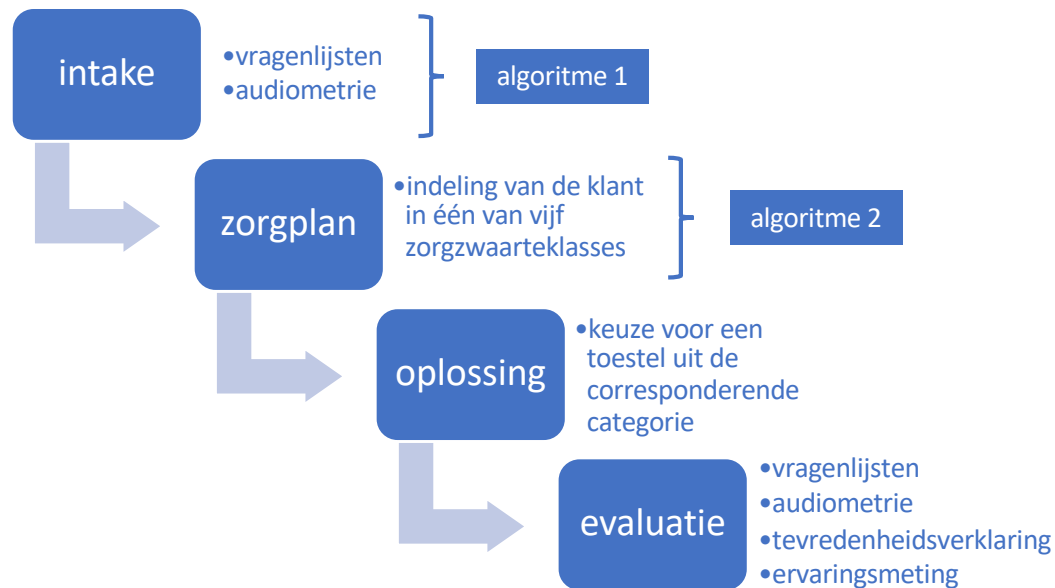 intake
•vragenlijsten
•audiometrie
algoritme 1
zorgplan
•indeling van de klant
in één van vijf
zorgzwaarteklasses
algoritme 2
oplossing
•keuze voor een
toestel uit de
corresponderende
categorie
evaluatie
•vragenlijsten
•audiometrie
•tevredenheidsverklaring
•ervaringsmeting